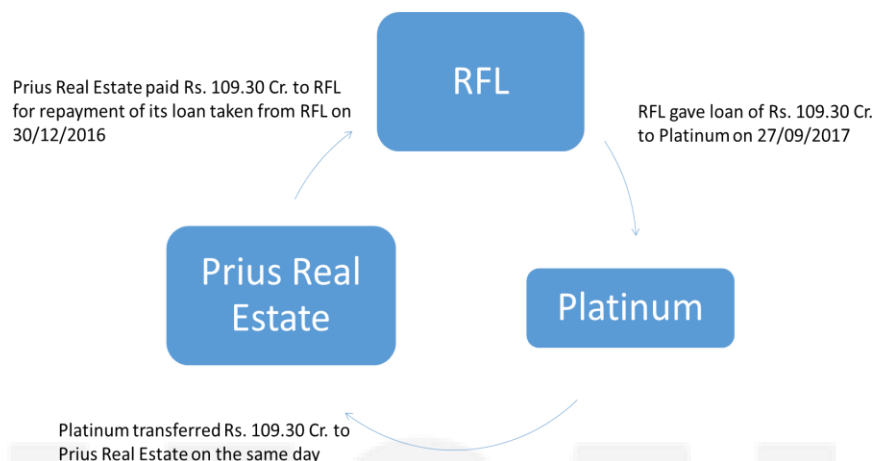 RFL
Prius Real Estate paid Rs. 109.30 Cr. to RFL
for repayment of its loan taken from RFL on
30/12/2016
RFL gave loan of Rs. 109.30 Cr.
to Platinum on 27/09/2017
Prius Real
Estate
Platinum
Platinum transferred Rs. 109.30 Cr. to
Prius Real Estate on the same day